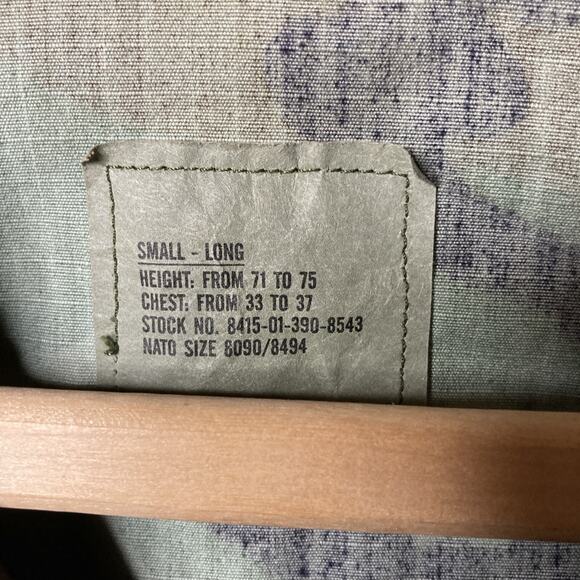 SMALL - LONG
HEIGHT: FROM 71 TO 75
CHEST: FROM 33 TO 37
STOCK NO. 8415-01-390-8543
NATO SIZE 8090/8494